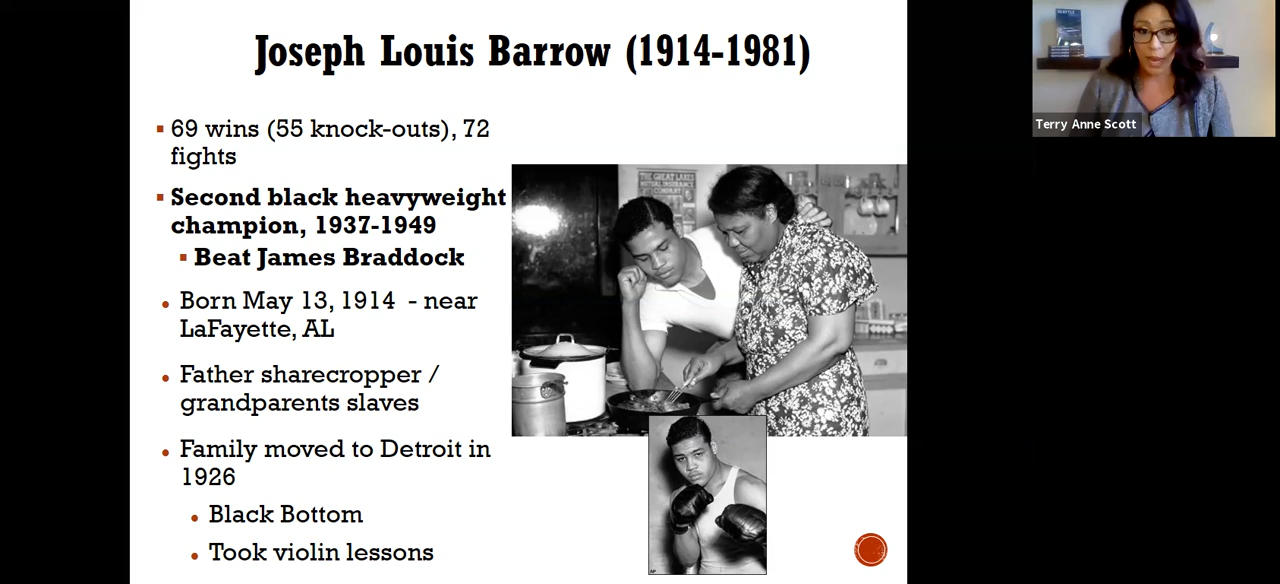 Joseph Louis Barrow (1914-1981)
69 wins (55 knock-outs), 72
fights
Second black heavyweight
champion, 1937-1949
Beat James Braddock
Born May 13, 1914 - near
LaFayette, AL
Father sharecropper /
grandparents slaves
Family moved to Detroit in
1926
Black Bottom
Took violin lessons
THE GREAT LAKES
MUTUAL INSURANCE
COMPANY
AP
Terry Anne Scott
SEATTLE